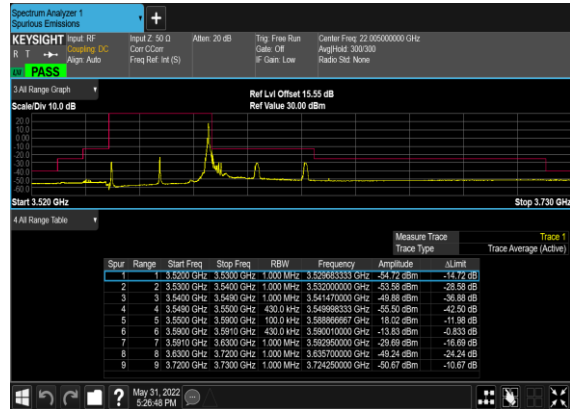 Spectrum Analyzer 1
Spurious Emissions
+
KEYSIGHT Input: RF Input Z: 50 Ω Atten: 20 dB Trig: Free Run Center Freq: 22.005000000 GHz
R T Coupling: DC Corr CCorr Gate: Off Avg|Hold: 300/300
Align: Auto Freq Ref: Int (S) IF Gain: Low Radio Std: None
PASS
3 All Range Graph Ref Lvl Offset 15.55 dB
Scale/Div 10.0 dB Ref Value 30.00 dBm
20.0
10.0
0.00
-10.0
-20.0
-30.0
-40.0
-50.0
-60.0
Start 3.520 GHz Stop 3.730 GHz
4 All Range Table
Measure Trace Trace 1
Trace Type Trace Average (Active)
Spur Range Start Freq Stop Freq RBW Frequency Amplitude ΔLimit
1 1 3.5200 GHz 3.5300 GHz 1.000 MHz 3.529683333 GHz -54.72 dBm -14.72 dB
2 2 3.5300 GHz 3.5400 GHz 1.000 MHz 3.532000000 GHz -53.58 dBm -28.58 dB
3 3 3.5400 GHz 3.5490 GHz 1.000 MHz 3.541470000 GHz -49.88 dBm -36.88 dB
4 4 3.5490 GHz 3.5500 GHz 430.0 kHz 3.549998333 GHz -55.50 dBm -42.50 dB
5 5 3.5500 GHz 3.5900 GHz 100.0 kHz 3.588866667 GHz 18.02 dBm -11.98 dB
6 6 3.5900 GHz 3.5910 GHz 430.0 kHz 3.590010000 GHz -13.83 dBm -0.833 dB
7 7 3.5910 GHz 3.6300 GHz 1.000 MHz 3.592950000 GHz -29.69 dBm -16.69 dB
8 8 3.6300 GHz 3.7200 GHz 1.000 MHz 3.635700000 GHz -49.24 dBm -24.24 dB
9 9 3.7200 GHz 3.7300 GHz 1.000 MHz 3.724250000 GHz -50.67 dBm -10.67 dB
? May 31, 2022
5:26:48 PM